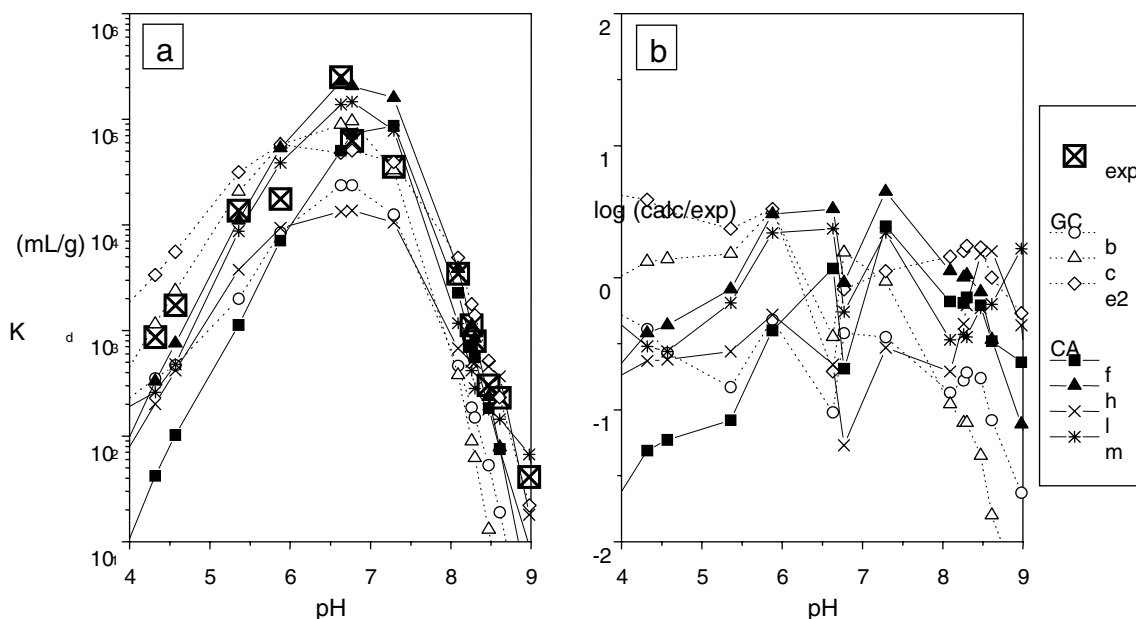 a
10⁶
10⁵
10⁴
10³
10²
10¹
(mL/g)
K d
4 5 6 7 8 9
pH
b
2
1
0
-1
-2
log (calc/exp)
4 5 6 7 8 9
pH
exp
GC
b
c
e2
CA
f
h
l
m